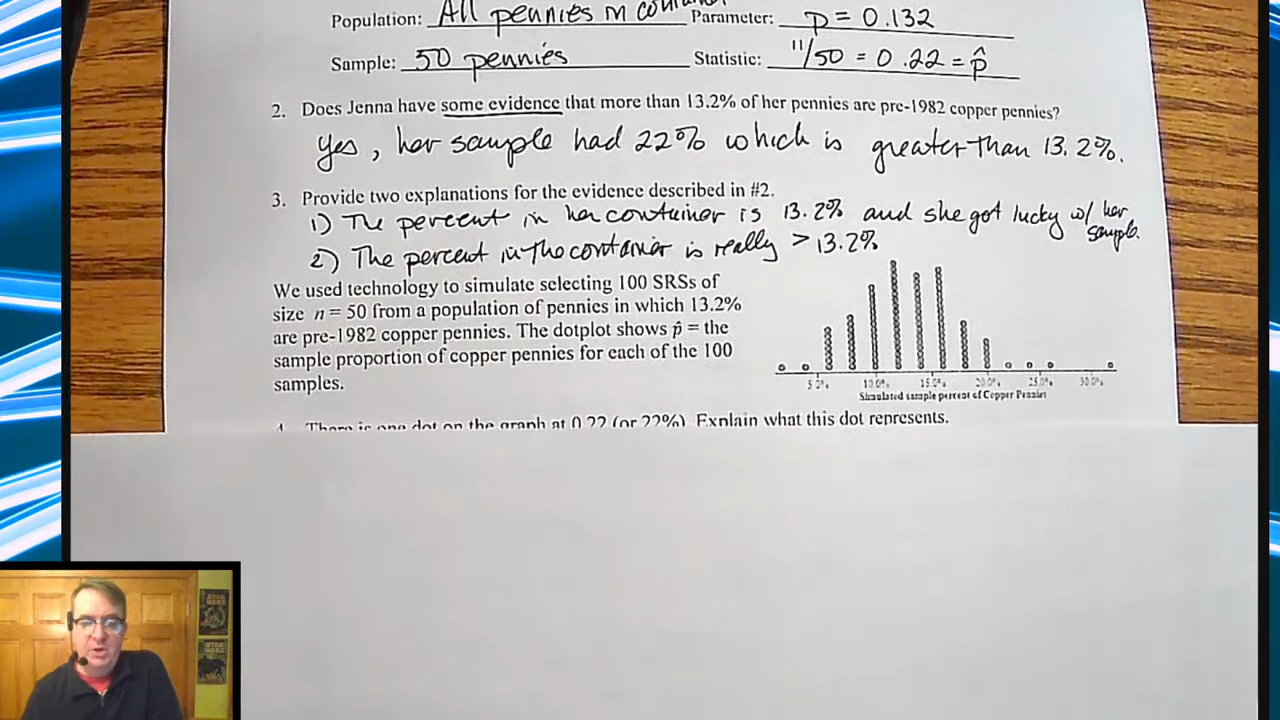 Population: All pennies in Parameter: p = 0.132
Sample: 50 pennies Statistic: 11/50 = 0.22 = p̂
2. Does Jenna have some evidence that more than 13.2% of her pennies are pre-1982 copper pennies?
Yes, her sample had 22% which is greater than 13.2%.
3. Provide two explanations for the evidence described in #2.
1) The percent in her container is 13.2% and she got lucky w/ her sample.
2) The percent in the container is really > 13.2%
We used technology to simulate selecting 100 SRSs of
size n = 50 from a population of pennies in which 13.2%
are pre-1982 copper pennies. The dotplot shows p̂ = the
sample proportion of copper pennies for each of the 100
samples.
5.0% 10.0% 15.0% 20.0% 25.0% 30.0%
Simulated sample percent of Copper Pennies
There is one dot on the graph at 0.22 (or 22%). Explain what this dot represents.
STAR WARS
STAR WARS